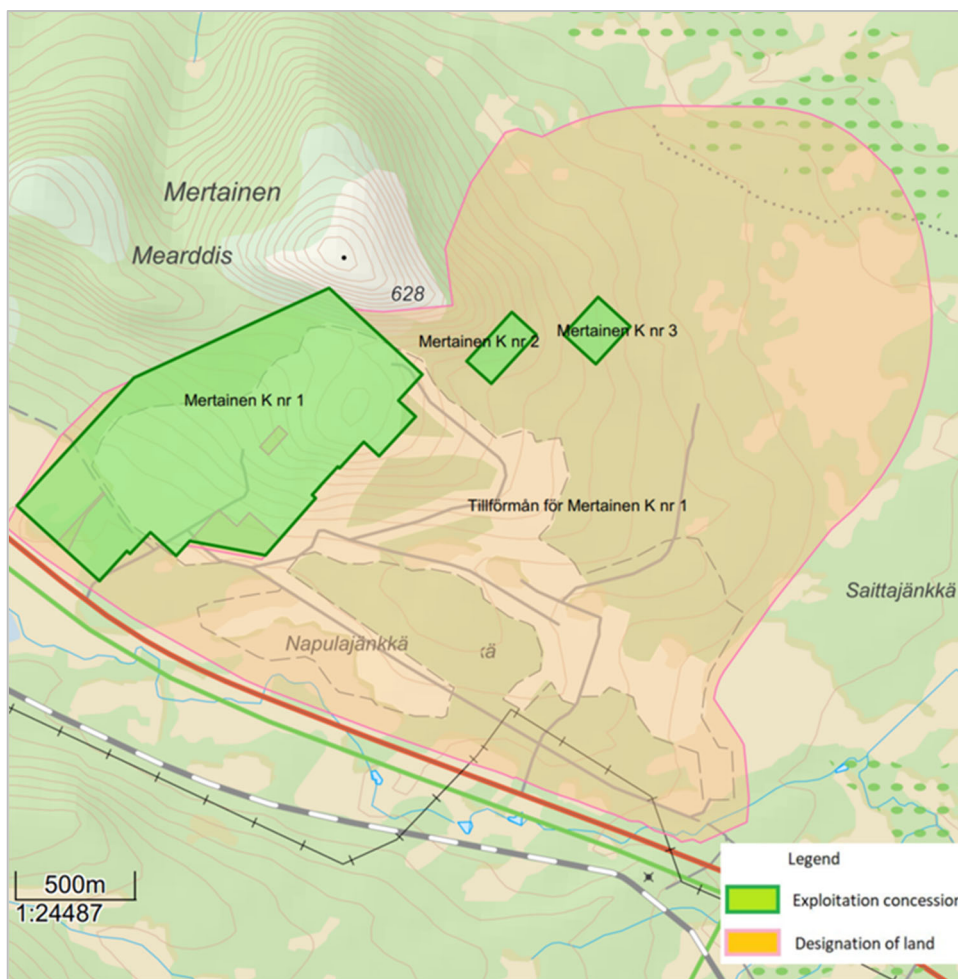 Mertainen
Mearddis
628
Mertainen K nr 2
Mertainen K nr 3
Mertainen K nr 1
Tillförmån för Mertainen K nr 1
Saittajänkkä
Napulajänkkä
kä
500m
1:24487
Legend
Exploitation concession
Designation of land